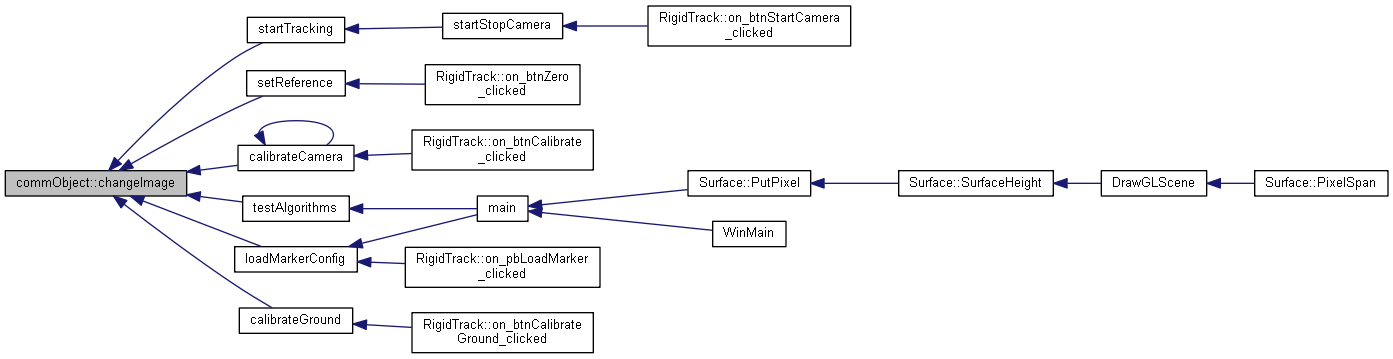 startTracking
startStopCamera
RigidTrack::on_btnStartCamera
_clicked
setReference
RigidTrack::on_btnZero
_clicked
calibrateCamera
RigidTrack::on_btnCalibrate
_clicked
commObject::changeImage
testAlgorithms
main
Surface::PutPixel
Surface::SurfaceHeight
DrawGLScene
Surface::PixelSpan
WinMain
loadMarkerConfig
RigidTrack::on_pbLoadMarker
_clicked
calibrateGround
RigidTrack::on_btnCalibrate
Ground_clicked